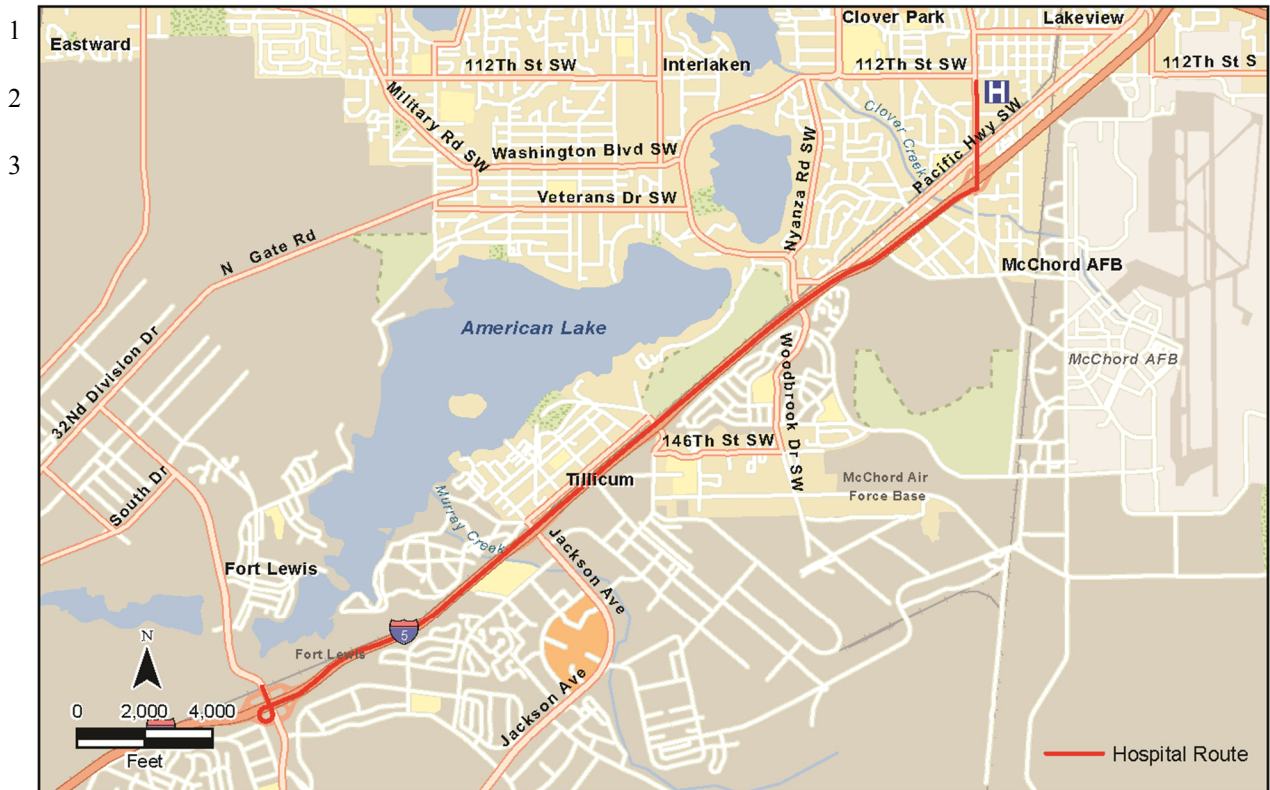 1
Clover Park
Lakeview
Eastward
112Th St SW
Interlaken
112Th St SW
112Th St S
2
Military Rd SW
H
Clover Creek
Pacific Hwy SW
3
Washington Blvd SW
Nyanza Rd SW
Veterans Dr SW
N Gate Rd
McChord AFB
American Lake
32Nd Division Dr
Woodbrook Dr SW
McChord AFB
146Th St SW
South Dr
Tillicum
McChord Air
Force Base
Murray Creek
Jackson Ave
Fort Lewis
5
N
Fort Lewis
Jackson Ave
0 2,000 4,000
Feet
Hospital Route